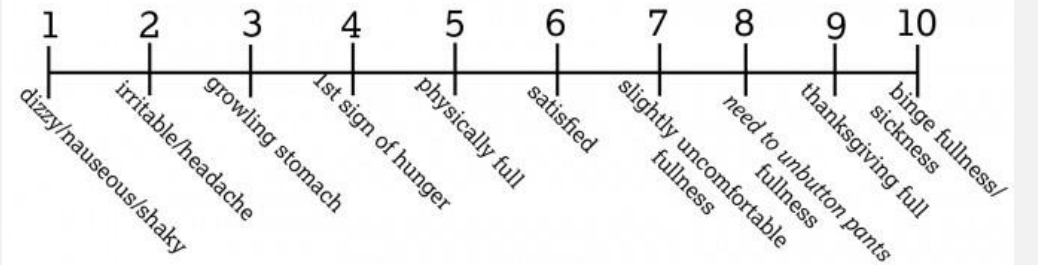 1 2 3 4 5 6 7 8 9 10
dizzy/nauseous/shaky
irritable/headache
growling stomach
1st sign of hunger
physically full
satisfied
slightly uncomfortable
fullness
need to unbutton pants
fullness
thanksgiving full
binge fullness/
sickness